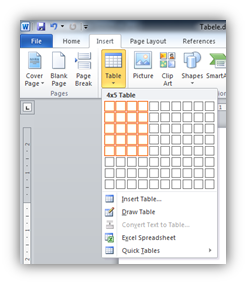 Tabele.d
File Home Insert Page Layout References
Cover Page Blank Page Page Break Table Picture Clip Art Shapes SmartA
Pages
4x5 Table
Insert Table...
Draw Table
Convert Text to Table...
Excel Spreadsheet
Quick Tables